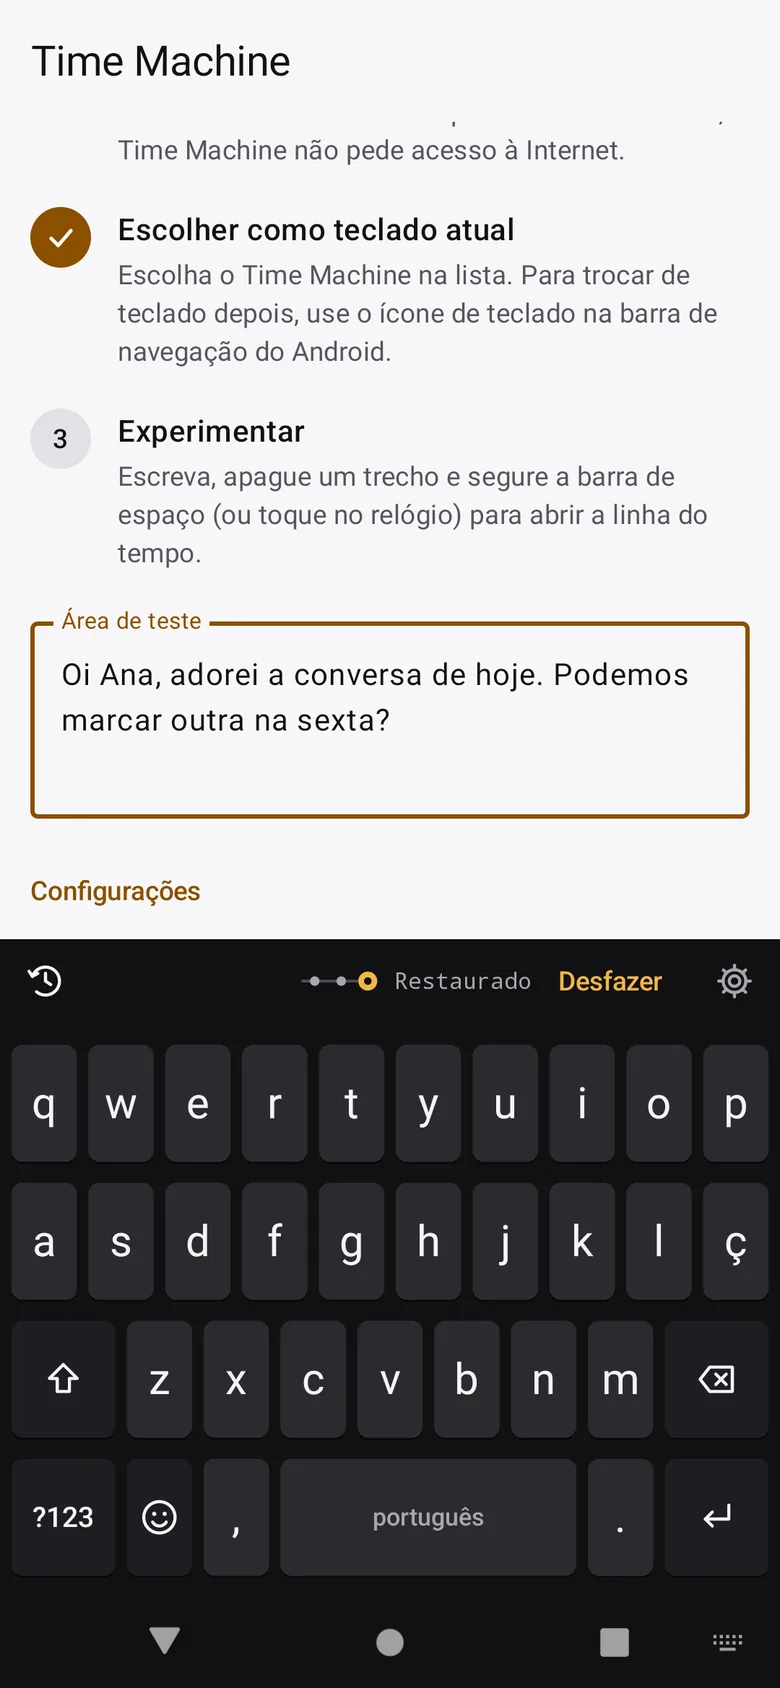 Time Machine
Time Machine não pede acesso à Internet.
Escolher como teclado atual
Escolha o Time Machine na lista. Para trocar de
teclado depois, use o ícone de teclado na barra de
navegação do Android.
3
Experimentar
Escreva, apague um trecho e segure a barra de
espaço (ou toque no relógio) para abrir a linha do
tempo.
Área de teste
Oi Ana, adorei a conversa de hoje. Podemos
marcar outra na sexta?
Configurações
Restaurado Desfazer
q w e r t y u i o p
a s d f g h j k l ç
z x c v b n m
?123 , português .